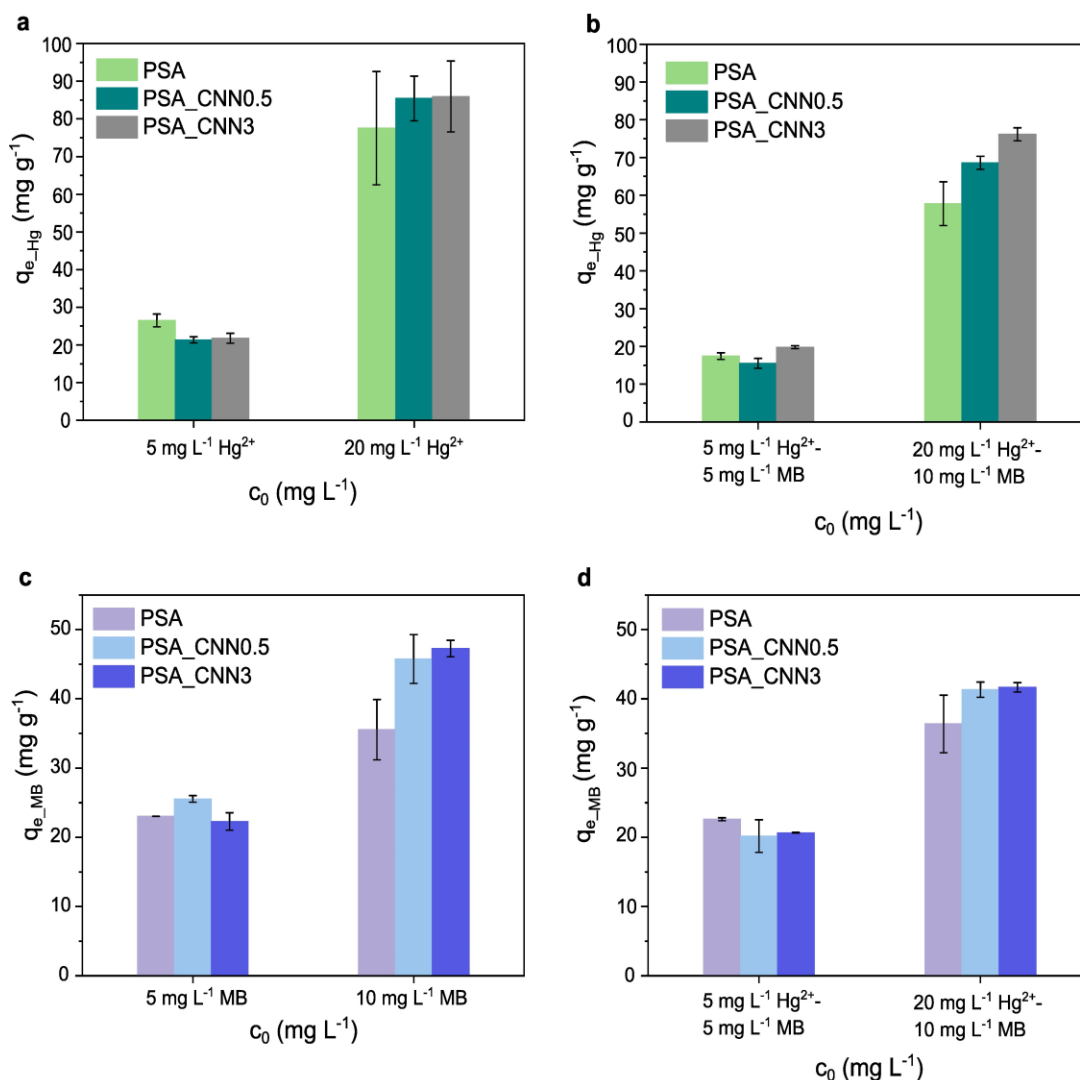 a
100
90
80
70
60
50
40
30
20
10
0
q_e_Hg (mg g⁻¹)
PSA
PSA_CNN0.5
PSA_CNN3
5 mg L⁻¹ Hg²⁺
20 mg L⁻¹ Hg²⁺
c₀ (mg L⁻¹)
b
100
90
80
70
60
50
40
30
20
10
0
q_e_Hg (mg g⁻¹)
PSA
PSA_CNN0.5
PSA_CNN3
5 mg L⁻¹ Hg²⁺-
5 mg L⁻¹ MB
20 mg L⁻¹ Hg²⁺-
10 mg L⁻¹ MB
c₀ (mg L⁻¹)
c
50
40
30
20
10
0
q_e_MB (mg g⁻¹)
PSA
PSA_CNN0.5
PSA_CNN3
5 mg L⁻¹ MB
10 mg L⁻¹ MB
c₀ (mg L⁻¹)
d
50
40
30
20
10
0
q_e_MB (mg g⁻¹)
PSA
PSA_CNN0.5
PSA_CNN3
5 mg L⁻¹ Hg²⁺-
5 mg L⁻¹ MB
20 mg L⁻¹ Hg²⁺-
10 mg L⁻¹ MB
c₀ (mg L⁻¹)